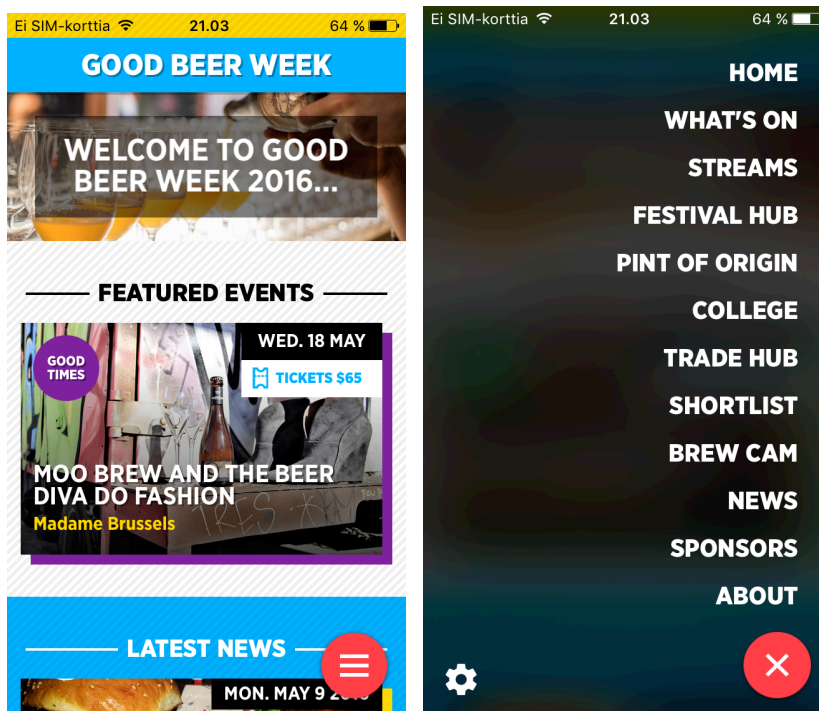 Ei SIM-korttia 21.03 64 %
GOOD BEER WEEK
WELCOME TO GOOD
BEER WEEK 2016...
FEATURED EVENTS
WED. 18 MAY
GOOD
TIMES
TICKETS $65
MOO BREW AND THE BEER
DIVA DO FASHION
Madame Brussels
LATEST NEWS
MON. MAY 9
Ei SIM-korttia 21.03 64 %
HOME
WHAT'S ON
STREAMS
FESTIVAL HUB
PINT OF ORIGIN
COLLEGE
TRADE HUB
SHORTLIST
BREW CAM
NEWS
SPONSORS
ABOUT